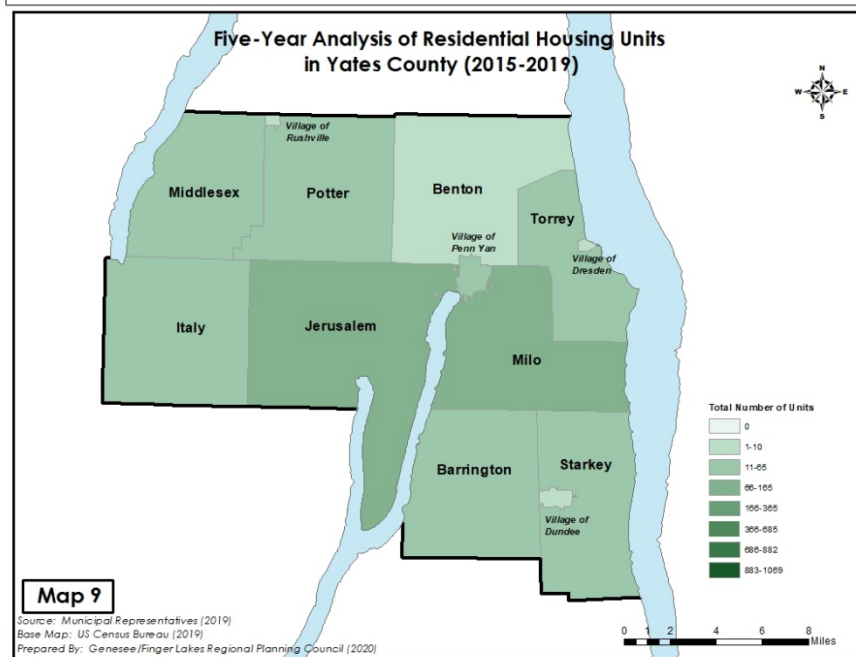 Five-Year Analysis of Residential Housing Units
in Yates County (2015-2019)
N
W E
S
Village of
Rushville
Middlesex
Potter
Benton
Torrey
Village of
Penn Yan
Village of
Dresden
Italy
Jerusalem
Milo
Barrington
Starkey
Village of
Dundee
Total Number of Units
0
1-10
11-65
66-165
166-365
366-685
686-882
883-1069
Map 9
Source: Municipal Representatives (2019)
Base Map: US Census Bureau (2019)
Prepared By: Genesee/Finger Lakes Regional Planning Council (2020)
0 1 2 4 6 8
Miles